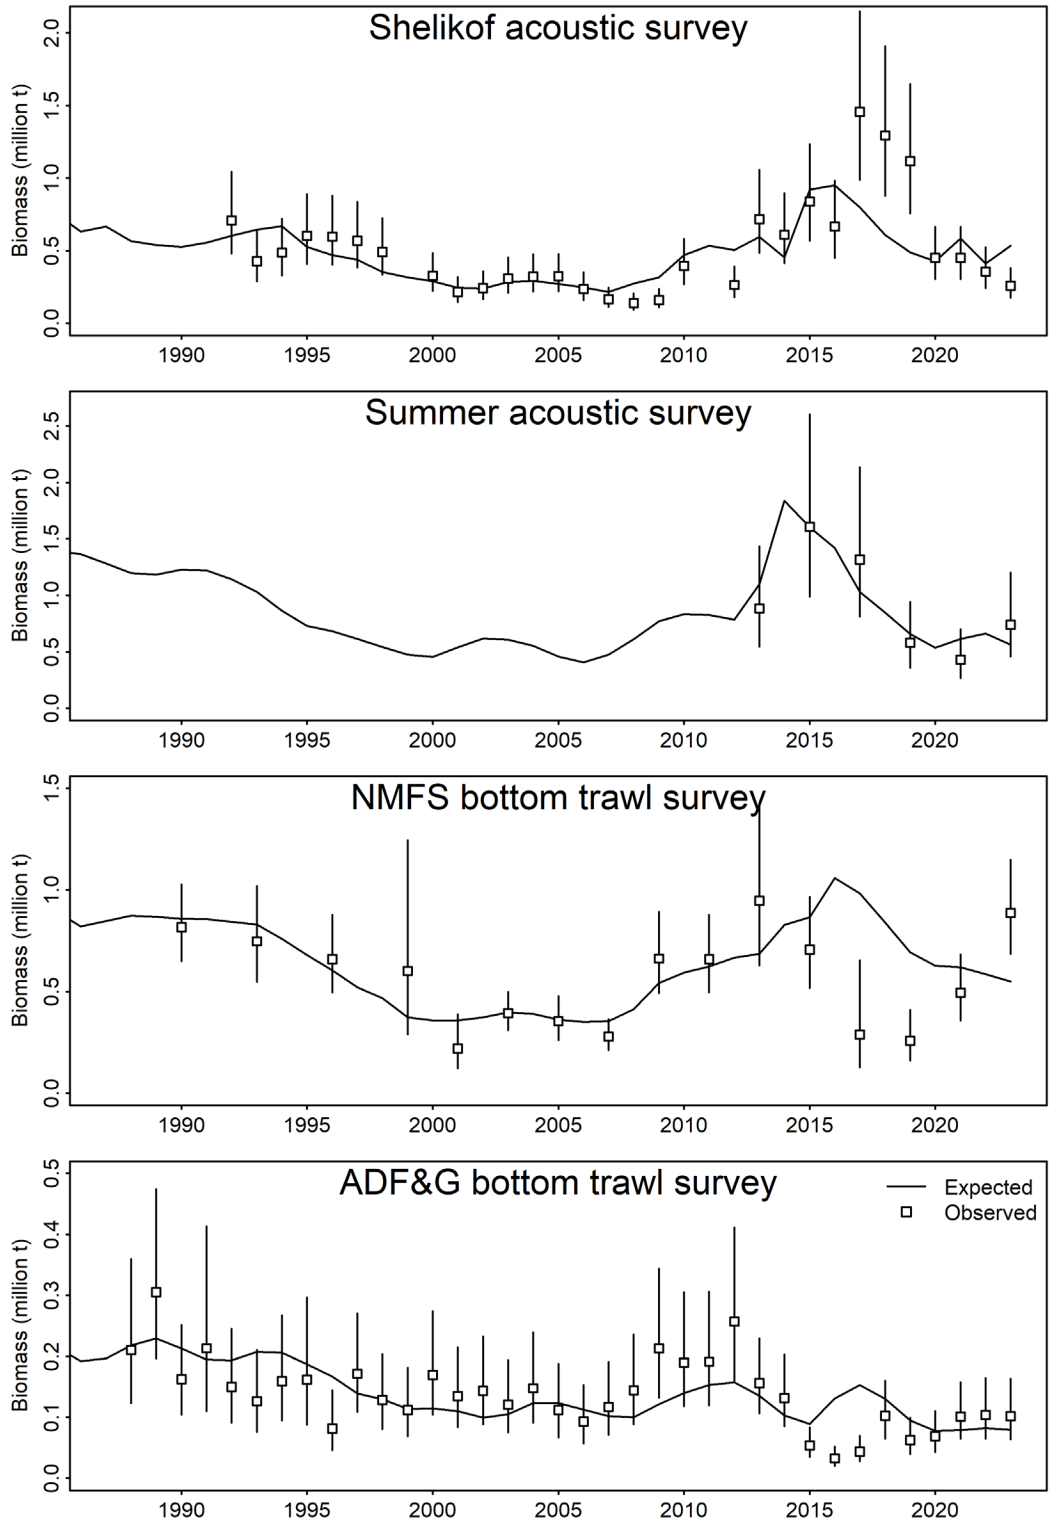 Shelikof acoustic survey
Biomass (million t)
2.0
1.5
1.0
0.5
0.0
1990 1995 2000 2005 2010 2015 2020
Summer acoustic survey
Biomass (million t)
2.5
2.0
1.5
1.0
0.5
0.0
1990 1995 2000 2005 2010 2015 2020
NMFS bottom trawl survey
Biomass (million t)
1.5
1.0
0.5
0.0
1990 1995 2000 2005 2010 2015 2020
ADF&G bottom trawl survey
Expected
Observed
Biomass (million t)
0.5
0.4
0.3
0.2
0.1
0.0
1990 1995 2000 2005 2010 2015 2020